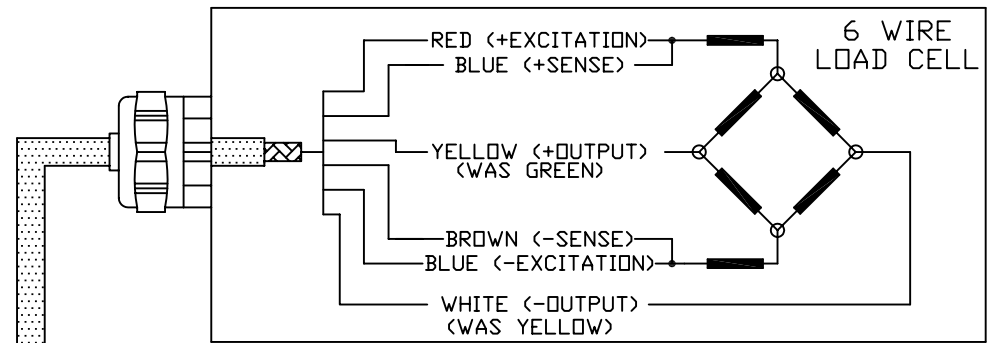 6 WIRE
LOAD CELL
RED (+EXCITATION)
BLUE (+SENSE)
YELLOW (+OUTPUT)
(WAS GREEN)
BROWN (-SENSE)
BLUE (-EXCITATION)
WHITE (-OUTPUT)
(WAS YELLOW)